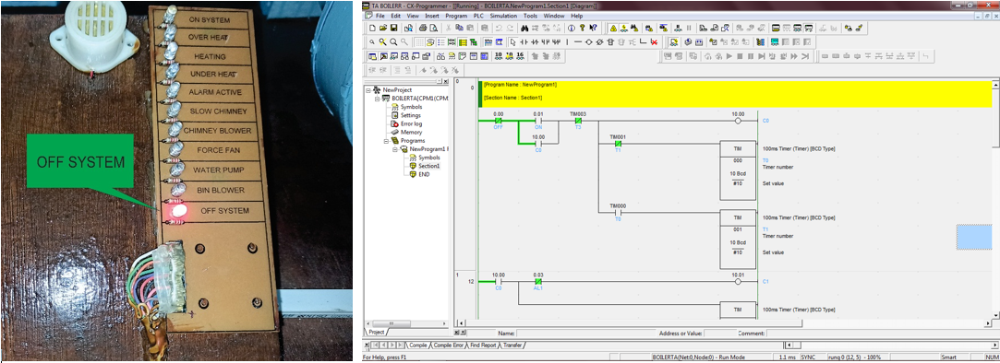 ON SYSTEM
OVER HEAT
HEATING
UNDER HEAT
ALARM ACTIVE
SLOW CHIMNEY
CHIMNEY BLOWER
FORCE FAN
WATER PUMP
BIN BLOWER
OFF SYSTEM
OFF SYSTEM
TA BOILERR - CX-Programmer - [[Running] - BOILERTA.NewProgram1.Section1 [Diagram]]
File Edit View Insert Program PLC Simulation Tools Window Help
NewProject
BOILERTA[CPM1(CPM1
Symbols
Settings
Error log
Memory
Programs
NewProgram1
Symbols
Section1
END
Project
0
0
[Program Name : NewProgram1]
[Section Name : Section1]
0.00 0.01 TIM003 10.00
OFF ON T3 C0
10.00
C0
TIM001
T1
TIM 100ms Timer (Timer) [BCD Type]
000 T0
Timer number
10 Bcd
#10 Set value
TIM000
T0
TIM 100ms Timer (Timer) [BCD Type]
001 T1
Timer number
10 Bcd
#10 Set value
1
12
10.00 0.03 10.01
C0 AL1 C1
TIM 100ms Timer (Timer) [BCD Type]
Name: Address or Value: Comment:
Compile Compile Error Find Report Transfer
For Help, press F1 BOILERTA(Net:0,Node:0) - Run Mode 1.1 ms SYNC rung 0 (12, 5) - 100% Smart NUM